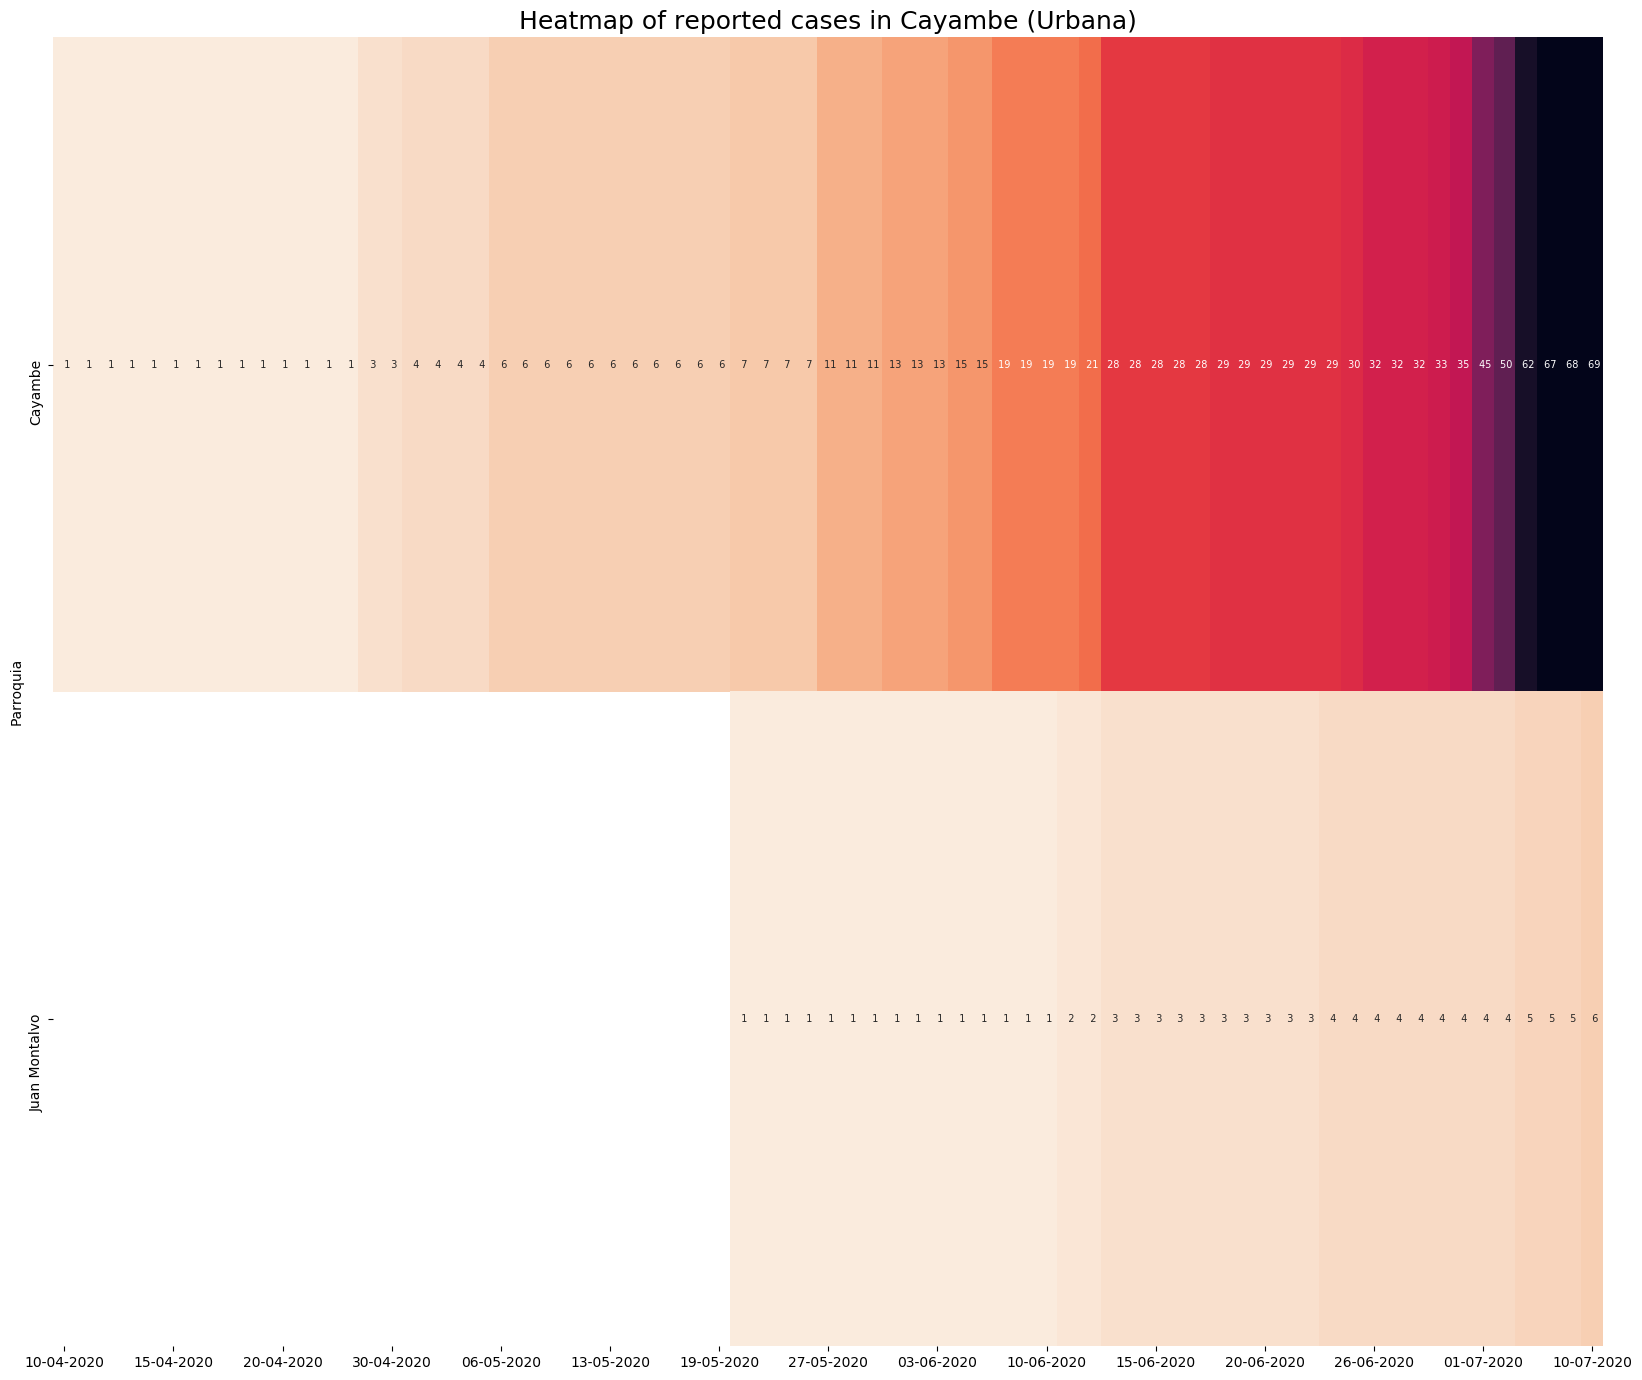 Heatmap of reported cases in Cayambe (Urbana)
Cayambe
1 1 1 1 1 1 1 1 1 1 1 1 1 1 3 3 4 4 4 4 6 6 6 6 6 6 6 6 6 6 6 7 7 7 7 11 11 11 13 13 13 15 15 19 19 19 19 21 28 28 28 28 28 29 29 29 29 29 29 30 32 32 32 33 35 45 50 62 67 68 69
Parroquia
Juan Montalvo
1 1 1 1 1 1 1 1 1 1 1 1 1 1 1 2 2 3 3 3 3 3 3 3 3 3 3 4 4 4 4 4 4 4 4 4 5 5 5 6
10-04-2020 15-04-2020 20-04-2020 30-04-2020 06-05-2020 13-05-2020 19-05-2020 27-05-2020 03-06-2020 10-06-2020 15-06-2020 20-06-2020 26-06-2020 01-07-2020 10-07-2020